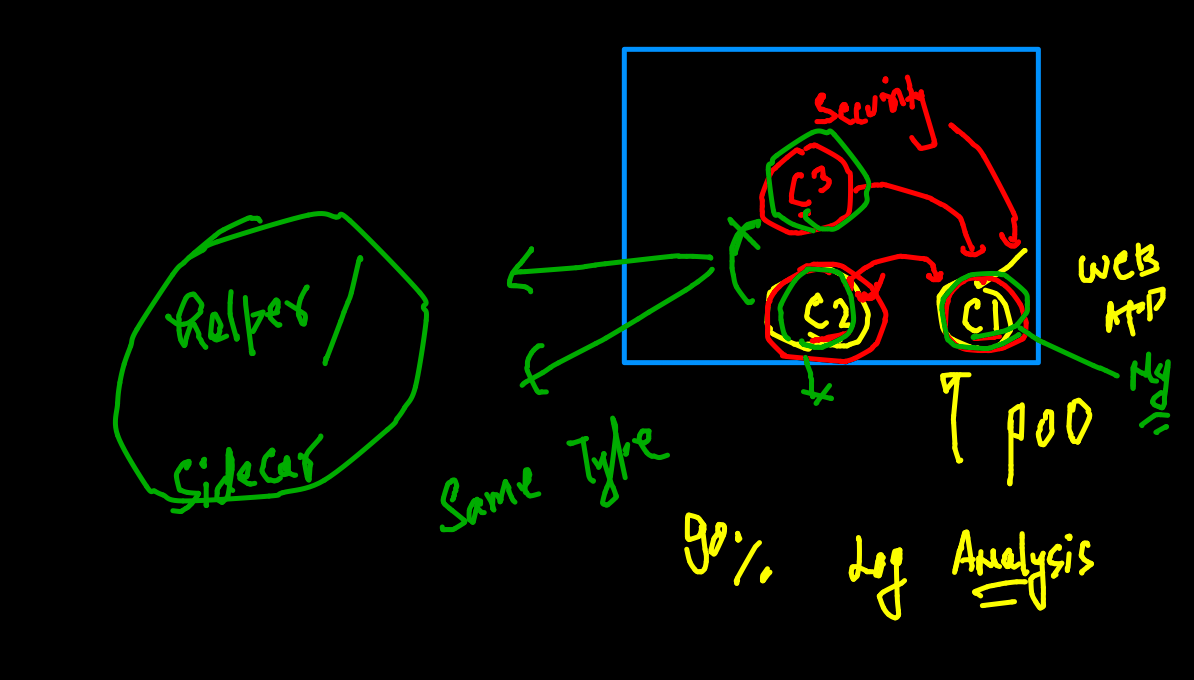 Security
C3
C2
C1
WEB
APP
Ng
helper /
Sidecar
Same Type
POD
90%
Log Analysis